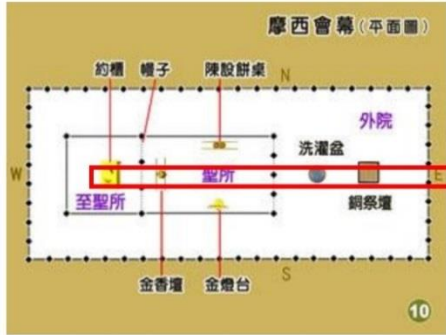 摩西會幕(平面圖)
約櫃 幔子 陳設餅桌
N
外院
洗濯盆
W 聖所 E
至聖所
銅祭壇
金香壇 金燈台
S
10